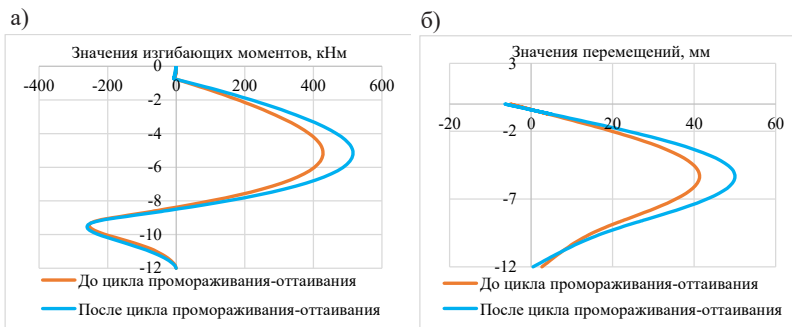 а)
Значения изгибающих моментов, кНм
0
-400
-200
0
200
400
600
-2
-4
-6
-8
-10
-12
До цикла промораживания-оттаивания
После цикла промораживания-оттаивания
б)
Значения перемещений, мм
3
-20
0
20
40
60
-2
-7
-12
До цикла промораживания-оттаивания
После цикла промораживания-оттаивания